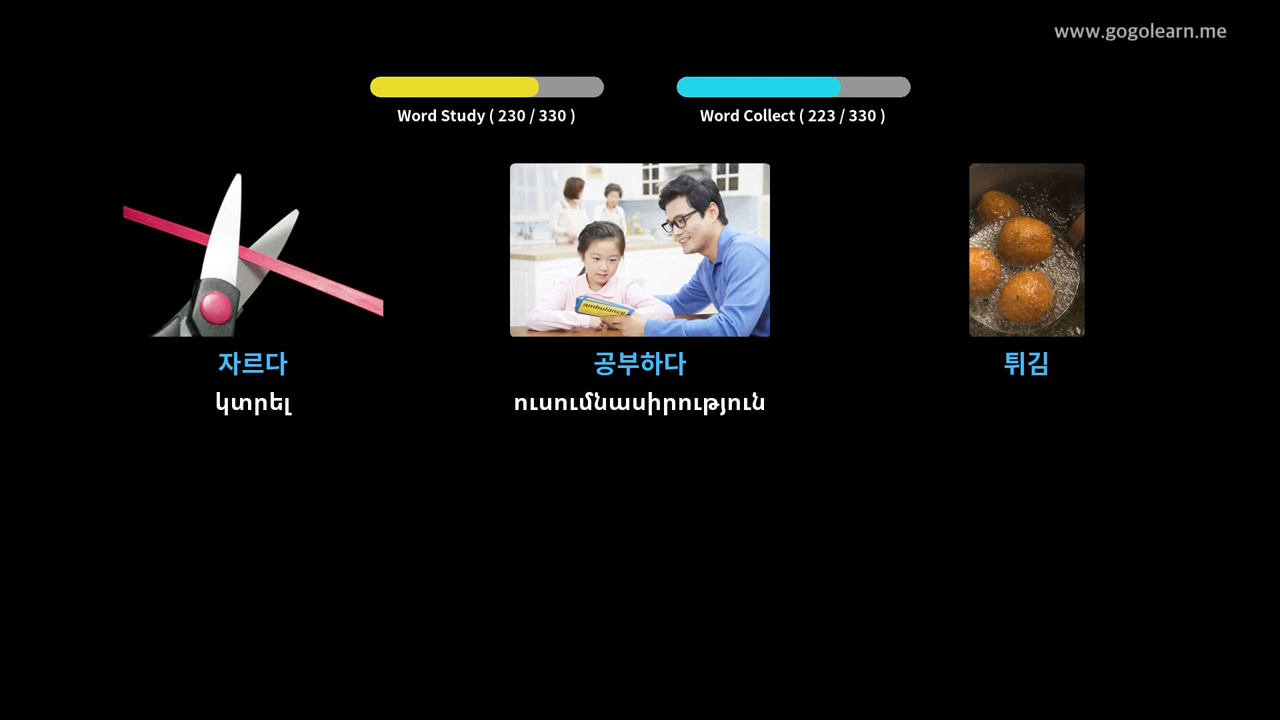 www.gogolearn.me
Word Study ( 230 / 330 )
Word Collect ( 223 / 330 )
ambulance
자르다
공부하다
튀김
կտրել
ուսումնասիրություն